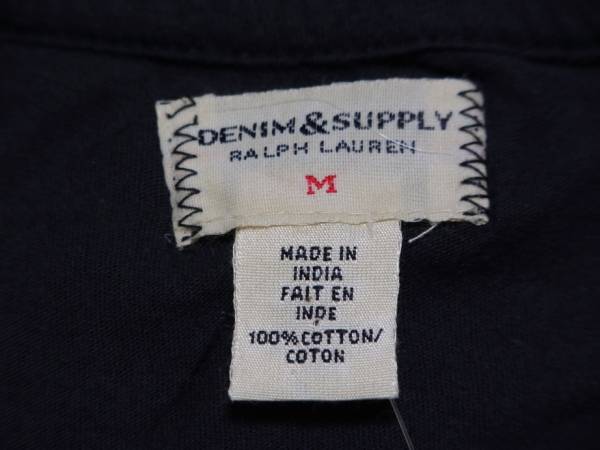 DENIM&SUPPLY
RALPH LAUREN
M
MADE IN
INDIA
FAIT EN
INDE
100%COTTON/
COTON